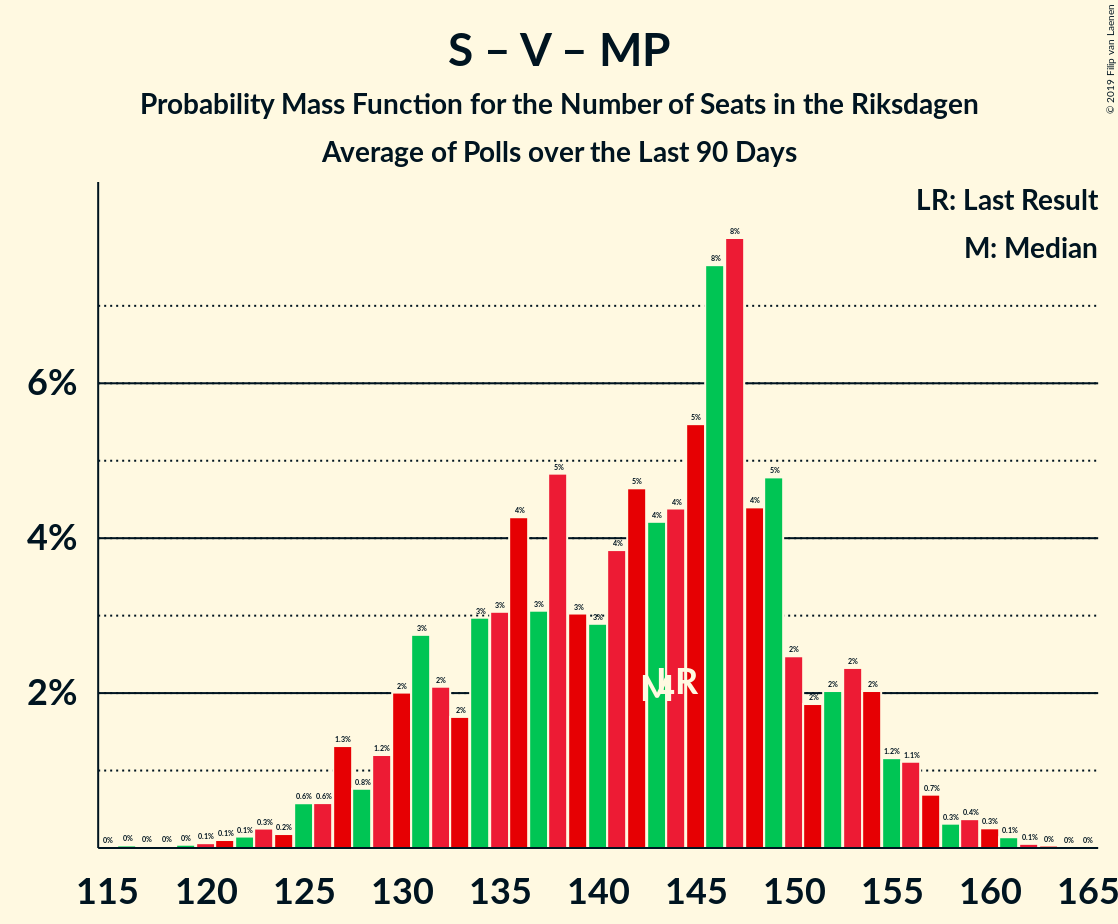 S – V – MP
Probability Mass Function for the Number of Seats in the Riksdagen
Average of Polls over the Last 90 Days
© 2019 Filip van Laenen
LR: Last Result
M: Median
6%
4%
2%
0% 0% 0% 0% 0% 0.1% 0.1% 0.1% 0.3% 0.2% 0.6% 0.6% 1.3% 0.8% 1.2% 2% 3% 2% 2% 3% 3% 4% 3% 5% 3% 3% 4% 5% 4% 4% 5% 8% 8% 4% 5% 2% 2% 2% 2% 2% 1.2% 1.1% 0.7% 0.3% 0.4% 0.3% 0.1% 0.1% 0% 0% 0%
M LR
115 120 125 130 135 140 145 150 155 160 165